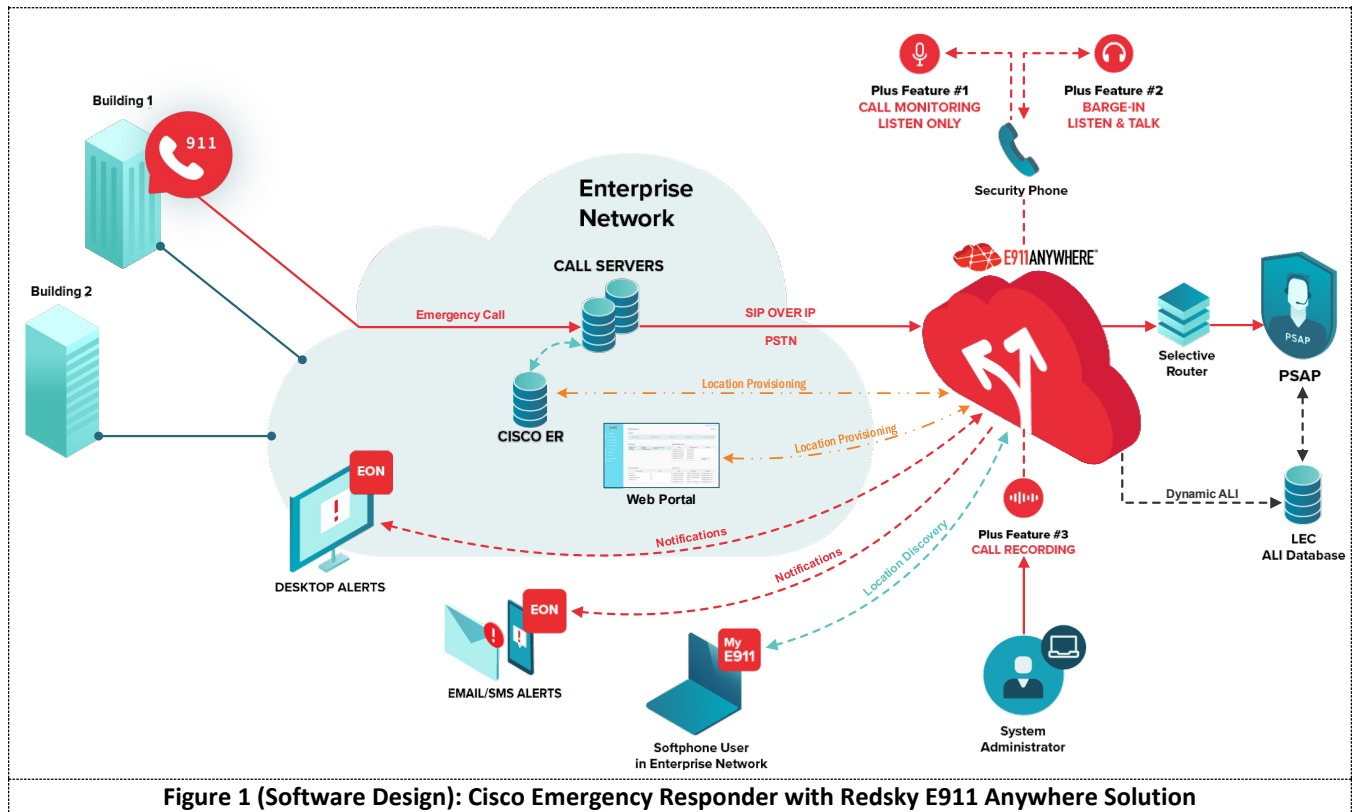 Building 1
911
Building 2
Enterprise
Network
CALL SERVERS
Emergency Call
SIP OVER IP
PSTN
CISCO ER
Location Provisioning
Location Provisioning
Web Portal
EON
DESKTOP ALERTS
Notifications
Notifications
Location Discovery
EON
EMAIL/SMS ALERTS
My
E911
Softphone User
in Enterprise Network
Plus Feature #1
CALL MONITORING
LISTEN ONLY
Plus Feature #2
BARGE-IN
LISTEN & TALK
Security Phone
E911ANYWHERE
Selective
Router
PSAP
PSAP
Dynamic ALI
LEC
ALI Database
Plus Feature #3
CALL RECORDING
System
Administrator
Figure 1 (Software Design): Cisco Emergency Responder with Redsky E911 Anywhere Solution